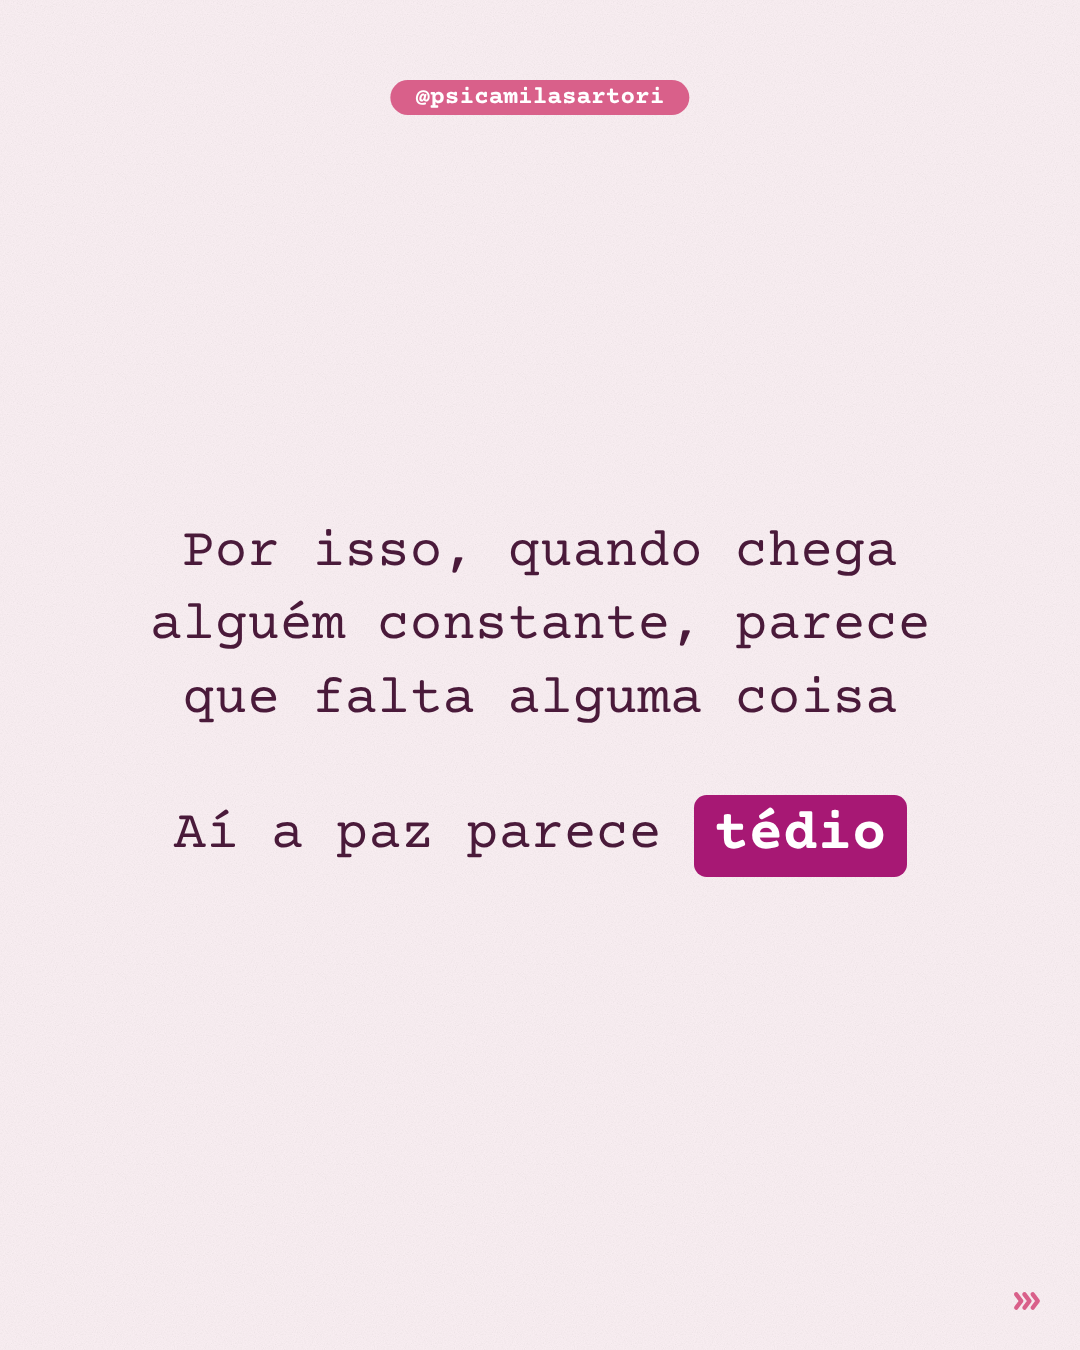 @psicamilasartori
Por isso, quando chega
alguém constante, parece
que falta alguma coisa
Aí a paz parece tédio